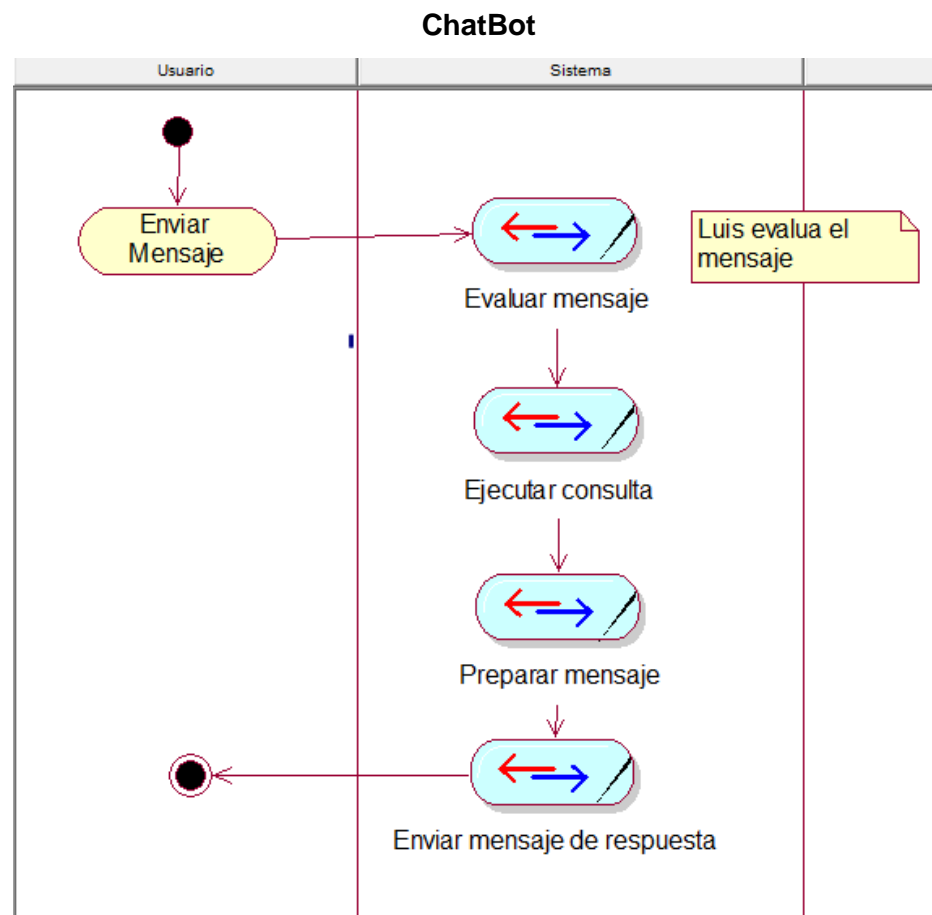 ChatBot
Usuario
Sistema
Enviar
Mensaje
Luis evalua el
mensaje
Evaluar mensaje
Ejecutar consulta
Preparar mensaje
Enviar mensaje de respuesta